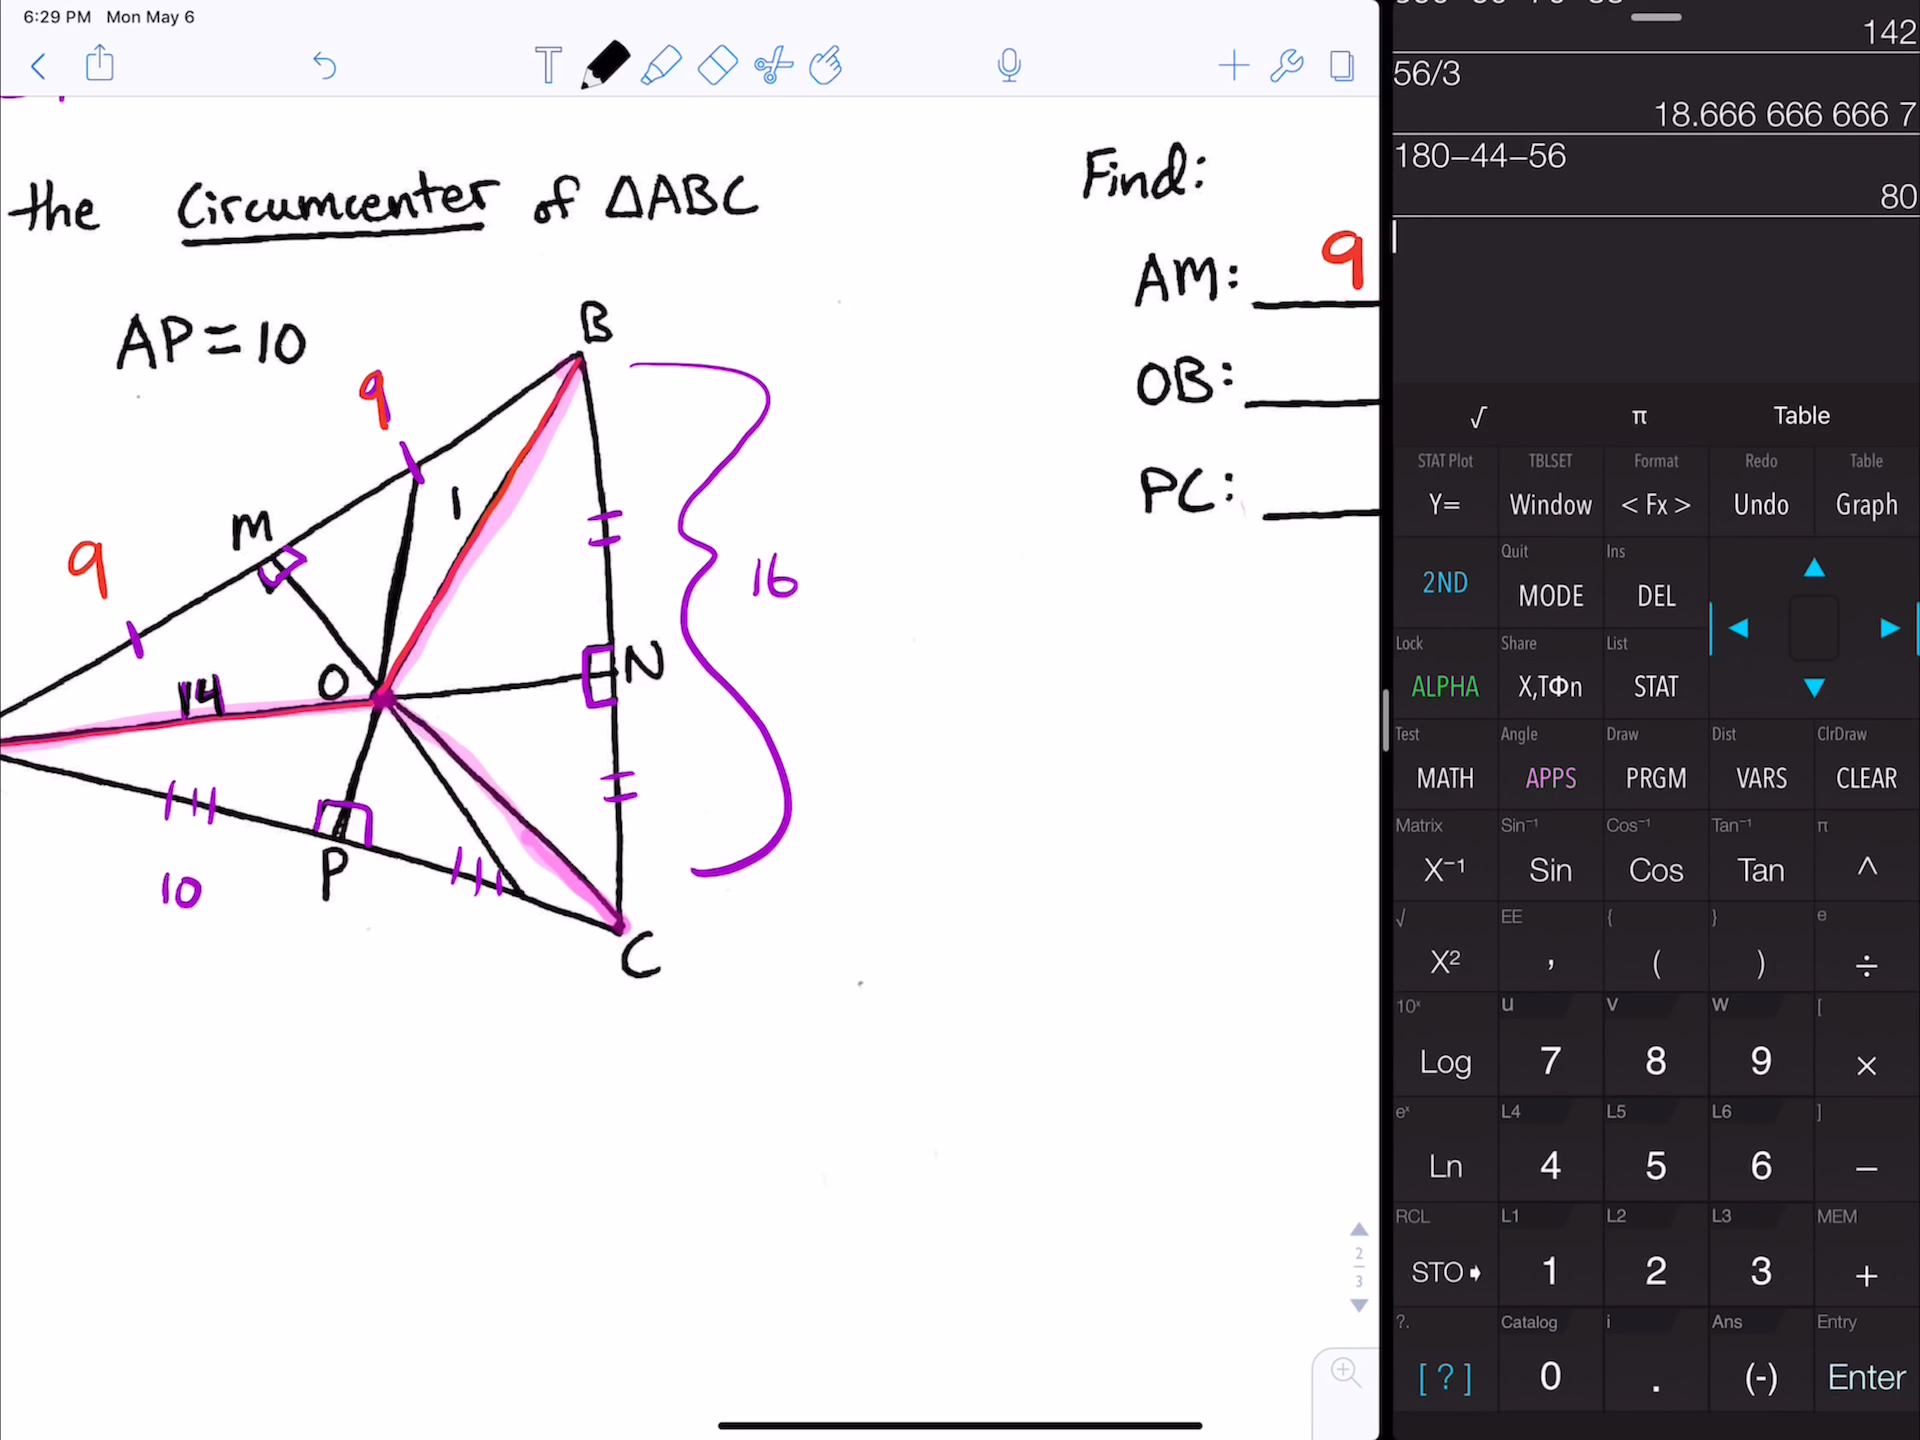 6:29 PM Mon May 6
the Circumcenter of ΔABC
Find:
AP=10
AM: 9
OB:
PC:
B
9
M
1
9
16
O
N
14
P
10
C
2
3
142
56/3
18.666 666 666 7
180–44–56
80
√ π Table
STAT Plot TBLSET Format Redo Table
Y= Window < Fx > Undo Graph
Quit Ins
2ND MODE DEL
Lock Share List
ALPHA X,TΦn STAT
Test Angle Draw Dist ClrDraw
MATH APPS PRGM VARS CLEAR
Matrix Sin⁻¹ Cos⁻¹ Tan⁻¹ π
X⁻¹ Sin Cos Tan ^
√ EE { } e
X² , ( ) ÷
10ˣ u v w [
Log 7 8 9 ×
eˣ L4 L5 L6 ]
Ln 4 5 6 –
RCL L1 L2 L3 MEM
STO➧ 1 2 3 +
?. Catalog i Ans Entry
[ ? ] 0 . (-) Enter